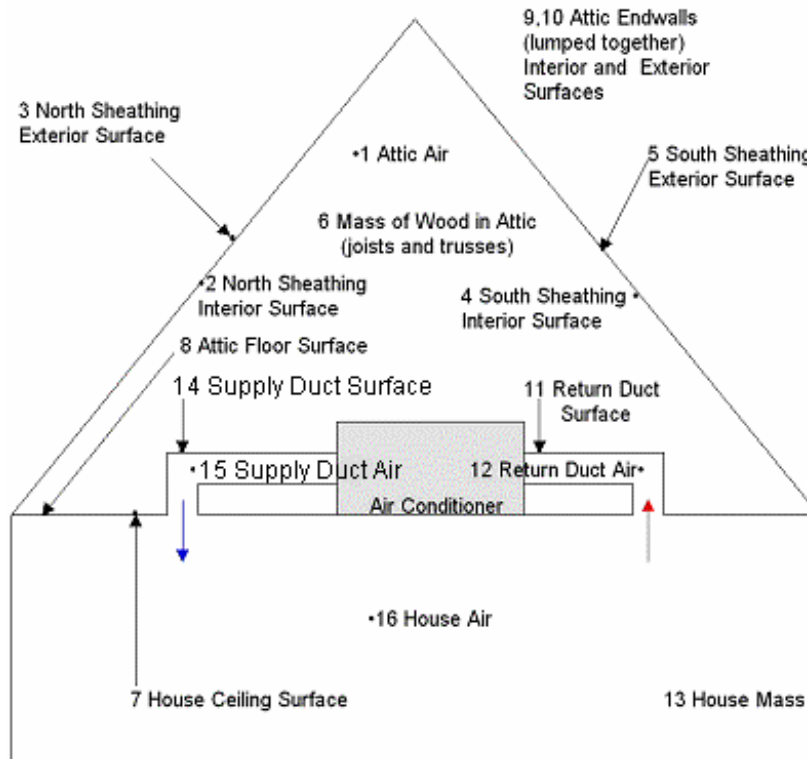 9,10 Attic Endwalls
(lumped together)
Interior and Exterior
Surfaces
3 North Sheathing
Exterior Surface
•1 Attic Air
5 South Sheathing
Exterior Surface
6 Mass of Wood in Attic
(joists and trusses)
•2 North Sheathing
Interior Surface
4 South Sheathing •
Interior Surface
8 Attic Floor Surface
14 Supply Duct Surface
11 Return Duct
Surface
•15 Supply Duct Air
12 Return Duct Air•
Air Conditioner
•16 House Air
7 House Ceiling Surface
13 House Mass